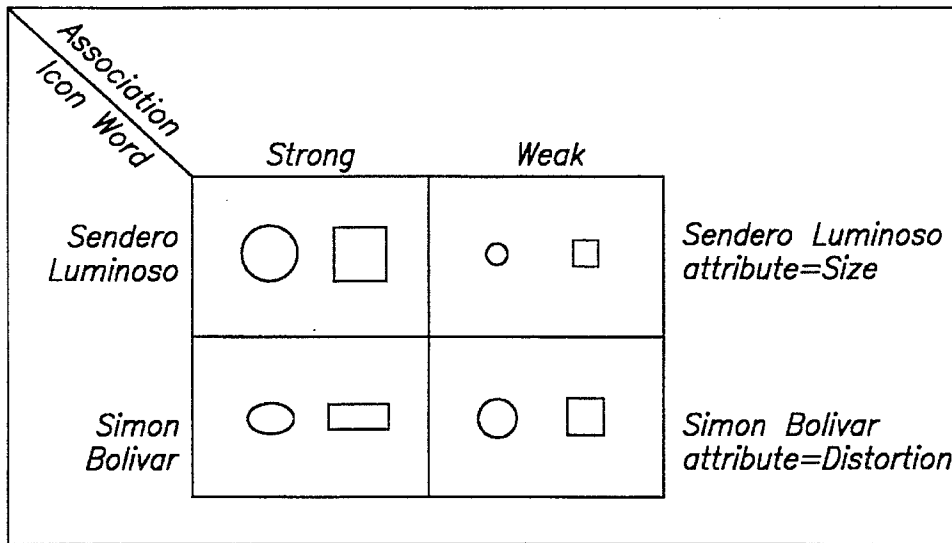 Association
Icon Word
Strong Weak
Sendero
Luminoso
Sendero Luminoso
attribute=Size
Simon
Bolivar
Simon Bolivar
attribute=Distortion